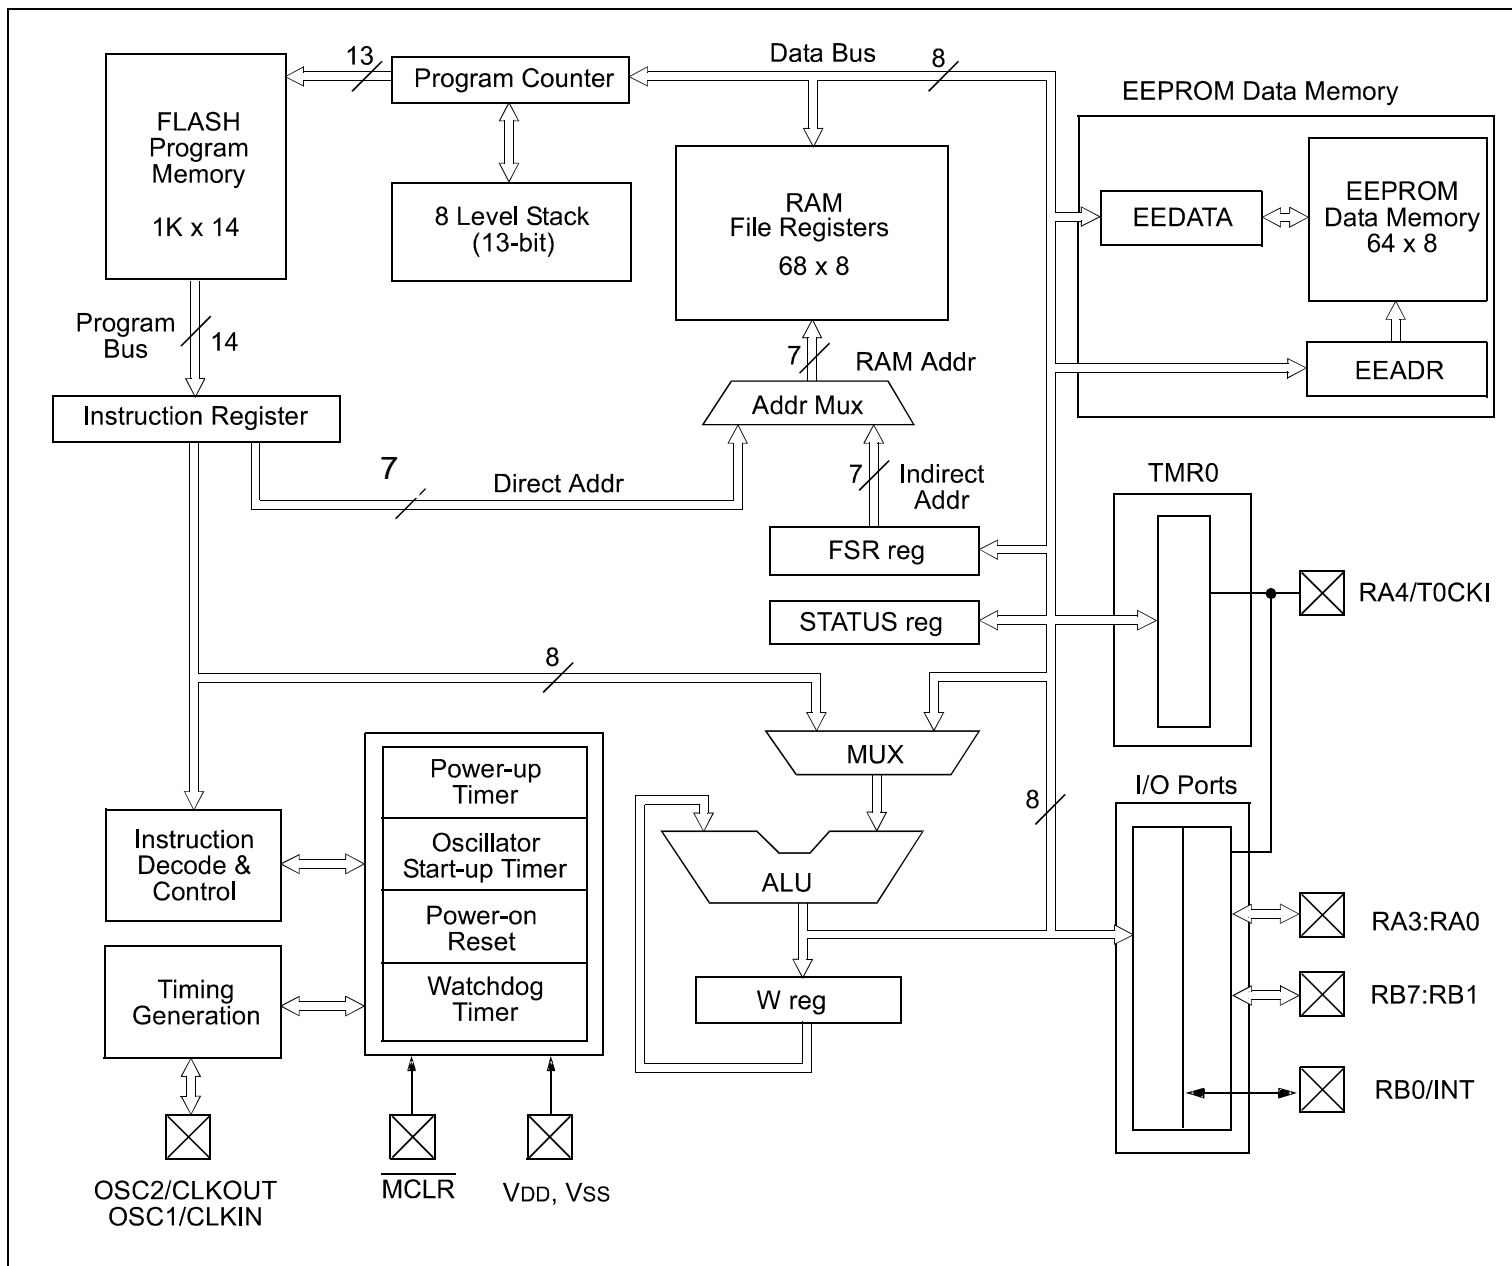 13
Data Bus
8
Program Counter
EEPROM Data Memory
FLASH
Program
Memory
1K x 14
8 Level Stack
(13-bit)
RAM
File Registers
68 x 8
EEDATA
EEPROM
Data Memory
64 x 8
Program
Bus
14
7
RAM Addr
EEADR
Instruction Register
Addr Mux
7
Direct Addr
7
Indirect
Addr
TMR0
FSR reg
RA4/T0CKI
STATUS reg
8
MUX
Power-up
Timer
I/O Ports
8
Instruction
Decode &
Control
Oscillator
Start-up Timer
ALU
Power-on
Reset
RA3:RA0
Timing
Generation
Watchdog
Timer
W reg
RB7:RB1
RB0/INT
OSC2/CLKOUT
OSC1/CLKIN
MCLR
VDD, VSS